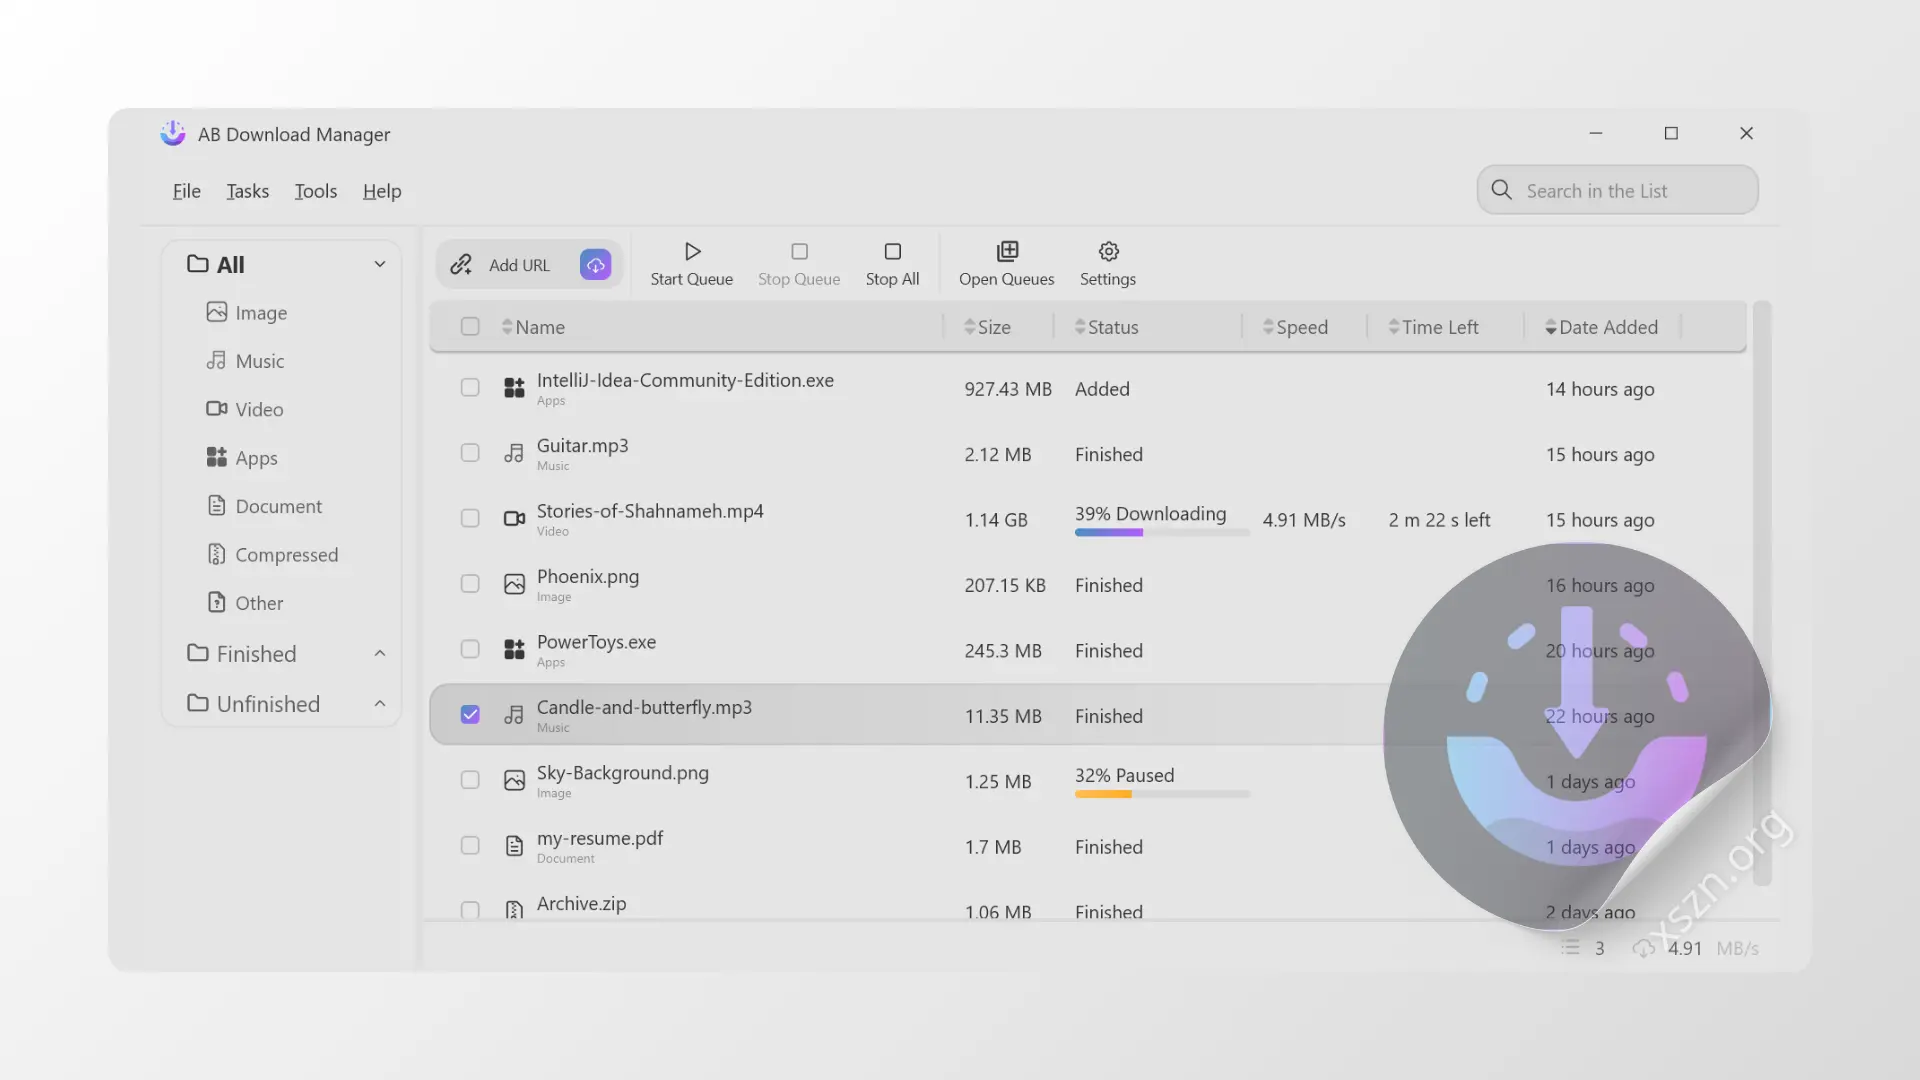 AB Download Manager
File Tasks Tools Help
Search in the List
All
Image
Music
Video
Apps
Document
Compressed
Other
Finished
Unfinished
Add URL
Start Queue
Stop Queue
Stop All
Open Queues
Settings
Name Size Status Speed Time Left Date Added
IntelliJ-Idea-Community-Edition.exe 927.43 MB Added 14 hours ago
Apps
Guitar.mp3 2.12 MB Finished 15 hours ago
Music
Stories-of-Shahnameh.mp4 1.14 GB 39% Downloading 4.91 MB/s 2 m 22 s left 15 hours ago
Video
Phoenix.png 207.15 KB Finished 16 hours ago
Image
PowerToys.exe 245.3 MB Finished 20 hours ago
Apps
Candle-and-butterfly.mp3 11.35 MB Finished 22 hours ago
Music
Sky-Background.png 1.25 MB 32% Paused 1 days ago
Image
my-resume.pdf 1.7 MB Finished 1 days ago
Document
Archive.zip 1.06 MB Finished 2 days ago
3 4.91 MB/s
xszn.org